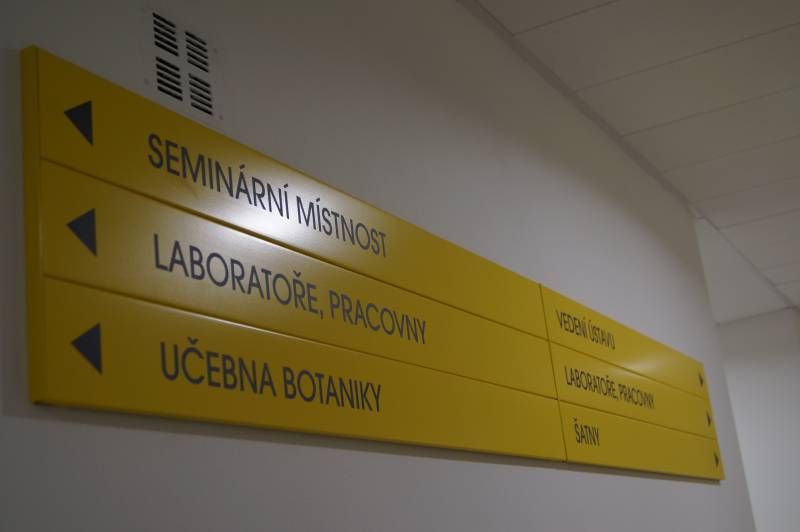 SEMINÁRNÍ MÍSTNOST
LABORATOŘE, PRACOVNY
UČEBNA BOTANIKY
VEDENÍ ÚSTAVU
LABORATOŘE, PRACOVNY
ŠATNY